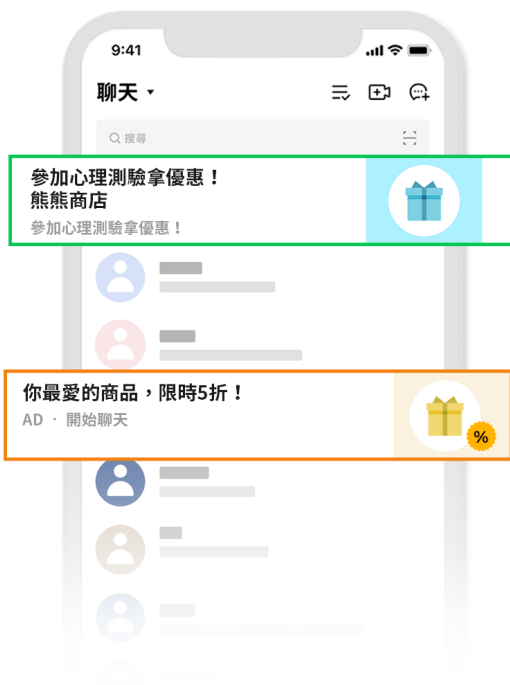 9:41
聊天
搜尋
參加心理測驗拿優惠！
熊熊商店
參加心理測驗拿優惠！
你最愛的商品，限時5折！
AD · 開始聊天
%